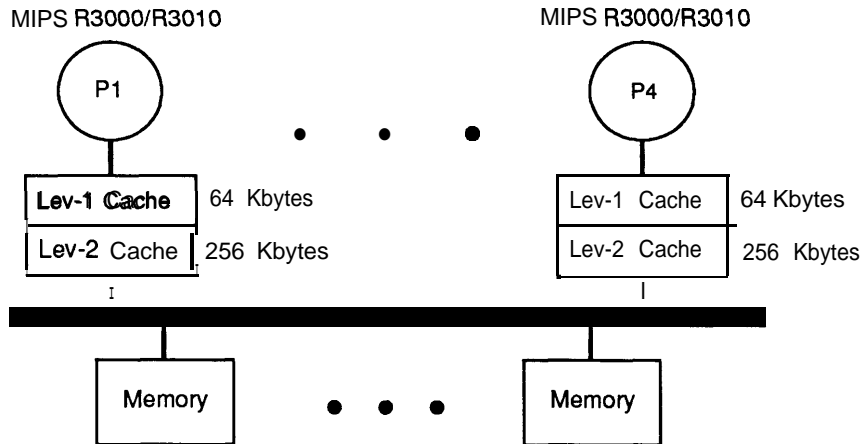 MIPS R3000/R3010
MIPS R3000/R3010
P1
P4
Lev-1 Cache
64 Kbytes
Lev-1 Cache
64 Kbytes
Lev-2 Cache
256 Kbytes
Lev-2 Cache
256 Kbytes
Memory
Memory